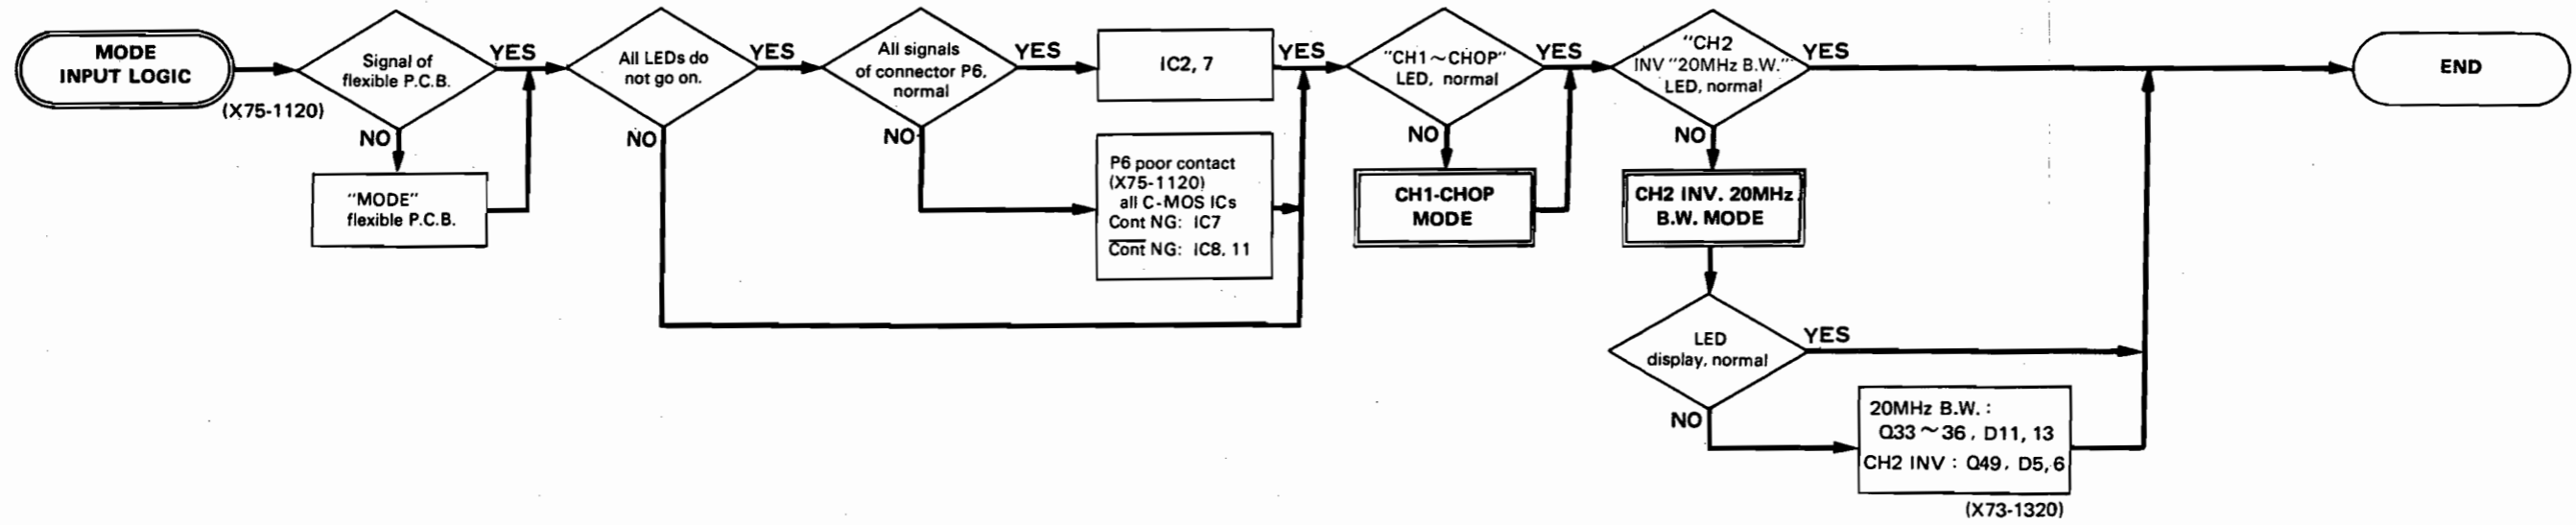 MODE
INPUT LOGIC
(X75-1120)
Signal of
flexible P.C.B.
YES
NO
"MODE"
flexible P.C.B.
All LEDs do
not go on.
YES
NO
All signals
of connector P6,
normal
YES
NO
IC2, 7
P6 poor contact
(X75-1120)
all C-MOS ICs
Cont NG: IC7
C̅o̅n̅t̅ NG: IC8, 11
YES
"CH1~CHOP"
LED, normal
YES
NO
CH1-CHOP
MODE
"CH2
INV "20MHz B.W."
LED, normal
YES
NO
CH2 INV. 20MHz
B.W. MODE
LED
display, normal
YES
NO
20MHz B.W. :
Q33~36, D11, 13
CH2 INV : Q49, D5, 6
(X73-1320)
END